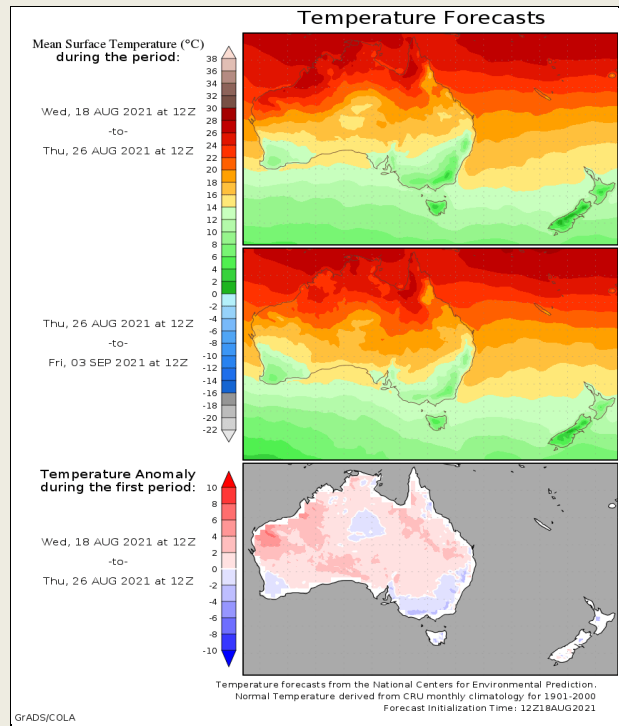 Temperature Forecasts
Mean Surface Temperature (°C)
during the period:
Wed, 18 AUG 2021 at 12Z
-to-
Thu, 26 AUG 2021 at 12Z
38
36
34
32
30
28
26
24
22
20
18
16
14
12
10
8
6
4
2
0
-2
-4
-6
-8
-10
-12
-14
-16
-18
-20
-22
Thu, 26 AUG 2021 at 12Z
-to-
Fri, 03 SEP 2021 at 12Z
Temperature Anomaly
during the first period:
Wed, 18 AUG 2021 at 12Z
-to-
Thu, 26 AUG 2021 at 12Z
10
8
6
4
2
0
-2
-4
-6
-8
-10
Temperature forecasts from the National Centers for Environmental Prediction.
Normal Temperature derived from CRU monthly climatology for 1901-2000
Forecast Initialization Time: 12Z18AUG2021
GrADS/COLA